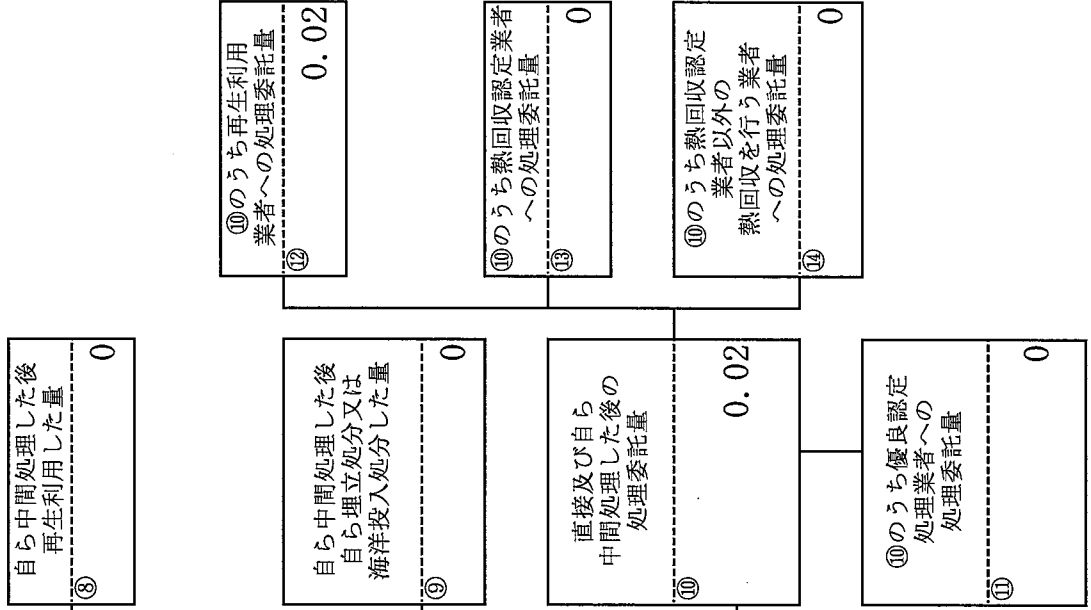 自ら中間処理した後
再生利用した量
⑧
0
自ら中間処理した後
自ら埋立処分又は
海洋投入処分した量
⑨
0
直接及び自ら
中間処理した後の
処理委託量
⑩
0.02
⑩のうち優良認定
処理業者への
処理委託量
⑪
0
⑩のうち再生利用
業者への処理委託量
⑫
0.02
⑩のうち熱回収認定業者
への処理委託量
⑬
0
⑩のうち熱回収認定
業者以外の
熱回収を行う業者
への処理委託量
⑭
0